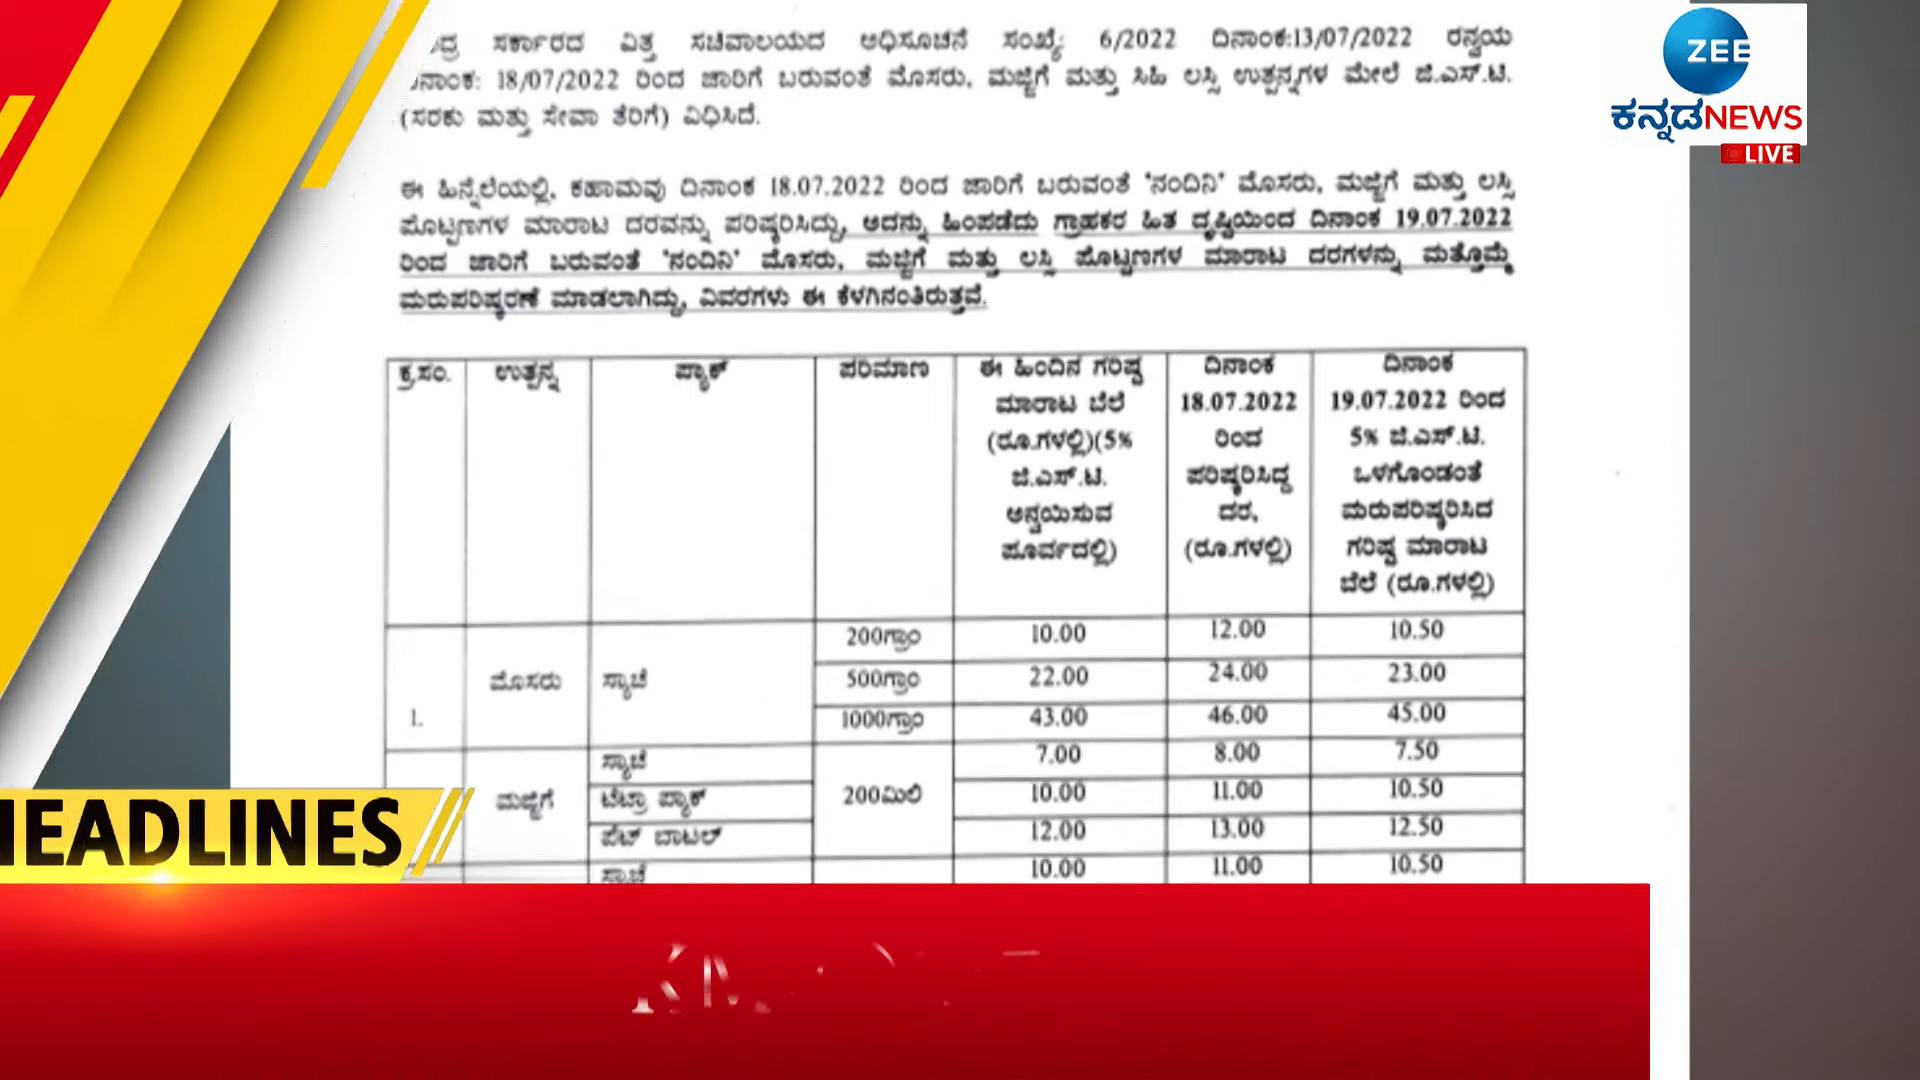 ಸರ್ಕಾರದ ವಿತ್ತ ಸಚಿವಾಲಯದ ಅಧಿಸೂಚನೆ ಸಂಖ್ಯೆ: 6/2022 ದಿನಾಂಕ:13/07/2022 ರನ್ವಯ
18/07/2022 ರಿಂದ ಜಾರಿಗೆ ಬರುವಂತೆ ಮೊಸರು, ಮಜ್ಜಿಗೆ ಮತ್ತು ಸಿಹಿ ಲಸ್ಸಿ ಉತ್ಪನ್ನಗಳ ಮೇಲೆ ಜಿ.ಎಸ್.ಟಿ.
(ಸರಕು ಮತ್ತು ಸೇವಾ ತೆರಿಗೆ) ವಿಧಿಸಿದೆ.
ಈ ಹಿನ್ನೆಲೆಯಲ್ಲಿ, ಕಹಾಮವು ದಿನಾಂಕ 18.07.2022 ರಿಂದ ಜಾರಿಗೆ ಬರುವಂತೆ 'ನಂದಿನಿ' ಮೊಸರು, ಮಜ್ಜಿಗೆ ಮತ್ತು ಲಸ್ಸಿ
ಪೊಟ್ಟಣಗಳ ಮಾರಾಟ ದರವನ್ನು ಪರಿಷ್ಕರಿಸಿದ್ದು, ಅದನ್ನು ಹಿಂಪಡೆದು ಗ್ರಾಹಕರ ಹಿತ ದೃಷ್ಟಿಯಿಂದ ದಿನಾಂಕ 19.07.2022
ರಿಂದ ಜಾರಿಗೆ ಬರುವಂತೆ 'ನಂದಿನಿ' ಮೊಸರು, ಮಜ್ಜಿಗೆ ಮತ್ತು ಲಸ್ಸಿ ಪೊಟ್ಟಣಗಳ ಮಾರಾಟ ದರಗಳನ್ನು ಮತ್ತೊಮ್ಮೆ
ಮರುಪರಿಷ್ಕರಣೆ ಮಾಡಲಾಗಿದ್ದು, ವಿವರಗಳು ಈ ಕೆಳಗಿನಂತಿರುತ್ತವೆ.
ಕ್ರ.ಸಂ. ಉತ್ಪನ್ನ ಪ್ಯಾಕ್ ಪರಿಮಾಣ ಈ ಹಿಂದಿನ ಗರಿಷ್ಠ ದಿನಾಂಕ ದಿನಾಂಕ
ಮಾರಾಟ ಬೆಲೆ 18.07.2022 19.07.2022 ರಿಂದ
(ರೂ.ಗಳಲ್ಲಿ)(5% ರಿಂದ 5% ಜಿ.ಎಸ್.ಟಿ.
ಜಿ.ಎಸ್.ಟಿ. ಪರಿಷ್ಕರಿಸಿದ್ದ ಒಳಗೊಂಡಂತೆ
ಅನ್ವಯಿಸುವ ದರ, ಮರುಪರಿಷ್ಕರಿಸಿದ
ಪೂರ್ವದಲ್ಲಿ) (ರೂ.ಗಳಲ್ಲಿ) ಗರಿಷ್ಠ ಮಾರಾಟ
ಬೆಲೆ (ರೂ.ಗಳಲ್ಲಿ)
200ಗ್ರಾಂ 10.00 12.00 10.50
ಮೊಸರು ಸ್ಯಾಚೆ 500ಗ್ರಾಂ 22.00 24.00 23.00
1. 1000ಗ್ರಾಂ 43.00 46.00 45.00
ಸ್ಯಾಚೆ 7.00 8.00 7.50
ಮಜ್ಜಿಗೆ ಟೆಟ್ರಾ ಪ್ಯಾಕ್ 200ಮಿಲಿ 10.00 11.00 10.50
ಪೆಟ್ ಬಾಟಲ್ 12.00 13.00 12.50
ಸ್ಯಾಚೆ 10.00 11.00 10.50
ZEE
ಕನ್ನಡNEWS
LIVE
HEADLINES